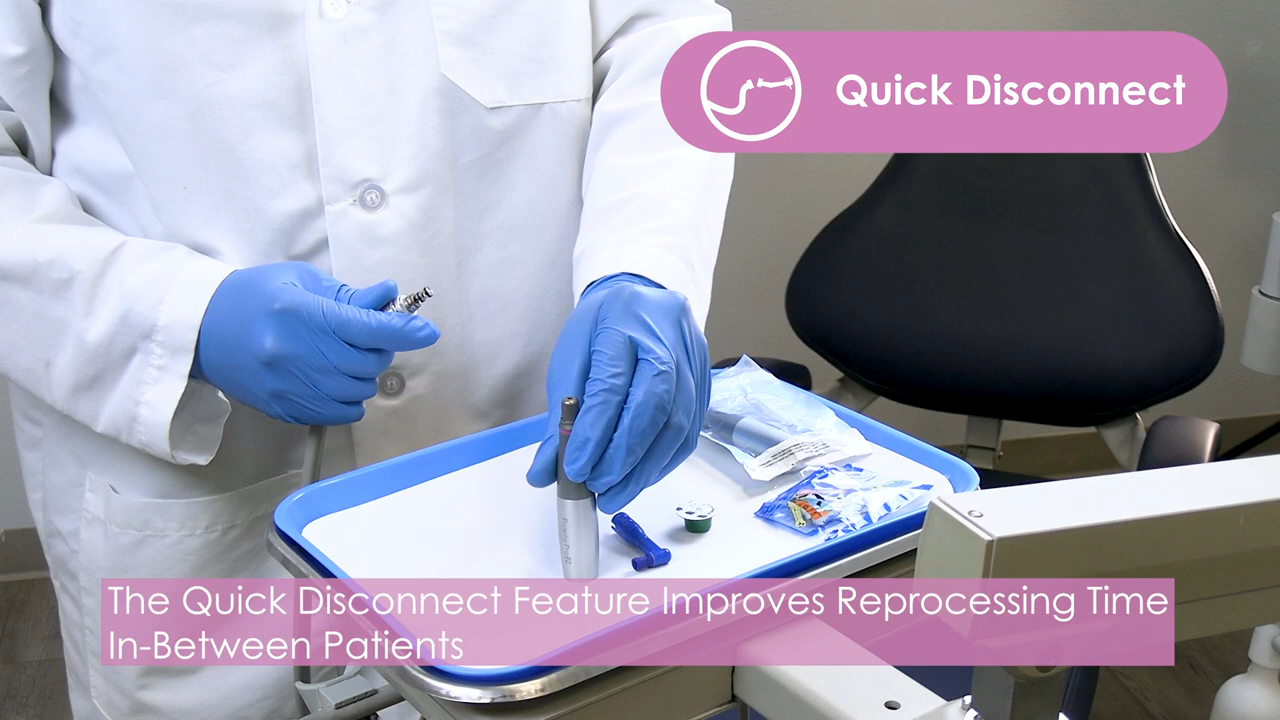 Quick Disconnect
The Quick Disconnect Feature Improves Reprocessing Time
In-Between Patients